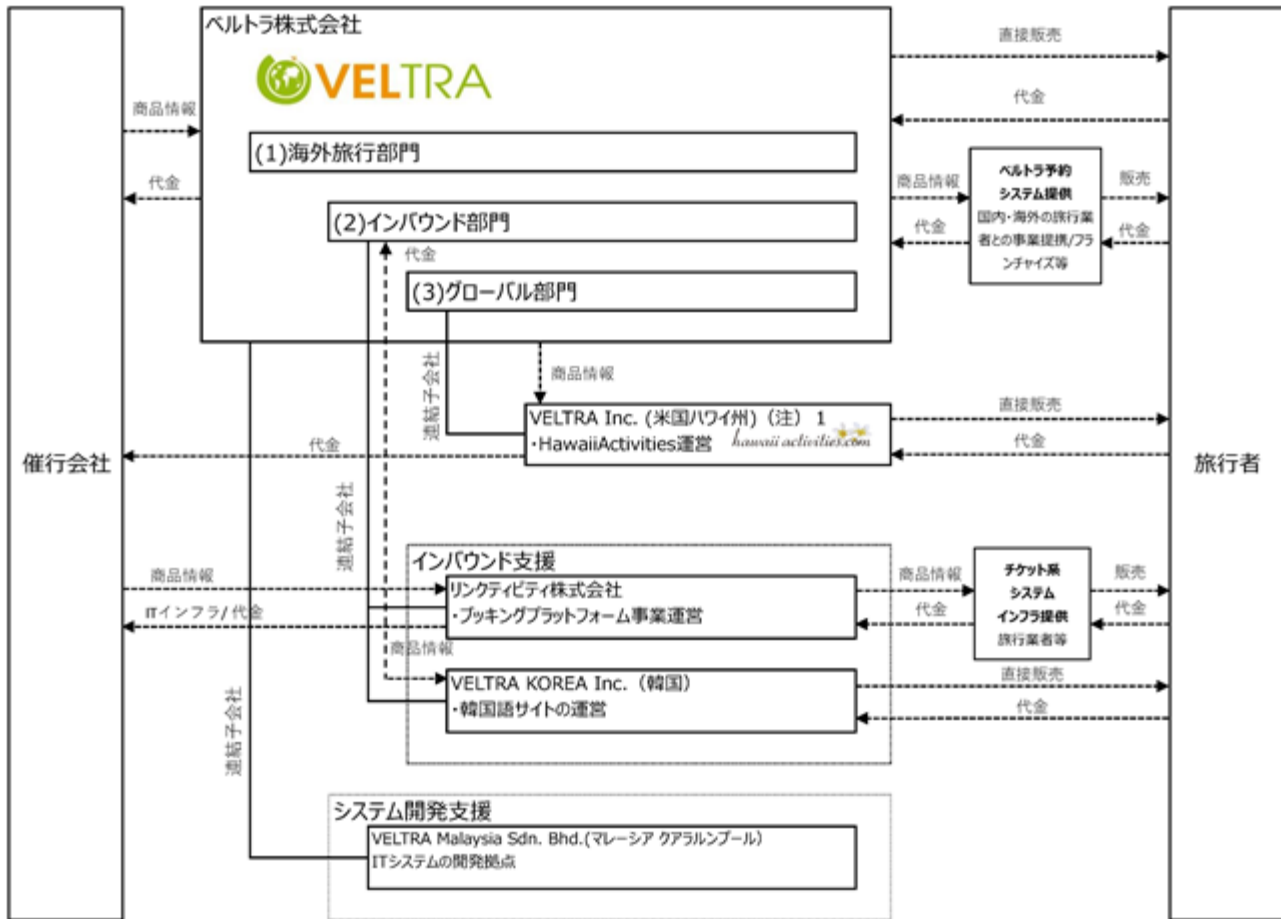 ベルトラ株式会社
VELTRA
(1)海外旅行部門
(2)インバウンド部門
代金
(3)グローバル部門
商品情報
代金
直接販売
代金
商品情報
代金
ベルトラ予約
システム提供
国内・海外の旅行業
者との事業提携/フラ
ンチャイズ等
販売
代金
連結子会社
商品情報
VELTRA Inc. (米国ハワイ州)（注）1
・HawaiiActivities運営
hawaii activities.com
直接販売
代金
代金
催行会社
旅行者
連結子会社
インバウンド支援
リンクティビティ株式会社
・ブッキングプラットフォーム事業運営
商品情報
ITインフラ/代金
商品情報
代金
チケット系
システム
インフラ提供
旅行業者等
販売
代金
商品情報
VELTRA KOREA Inc.（韓国）
・韓国語サイトの運営
直接販売
代金
連結子会社
システム開発支援
VELTRA Malaysia Sdn. Bhd.(マレーシア クアラルンプール)
ITシステムの開発拠点